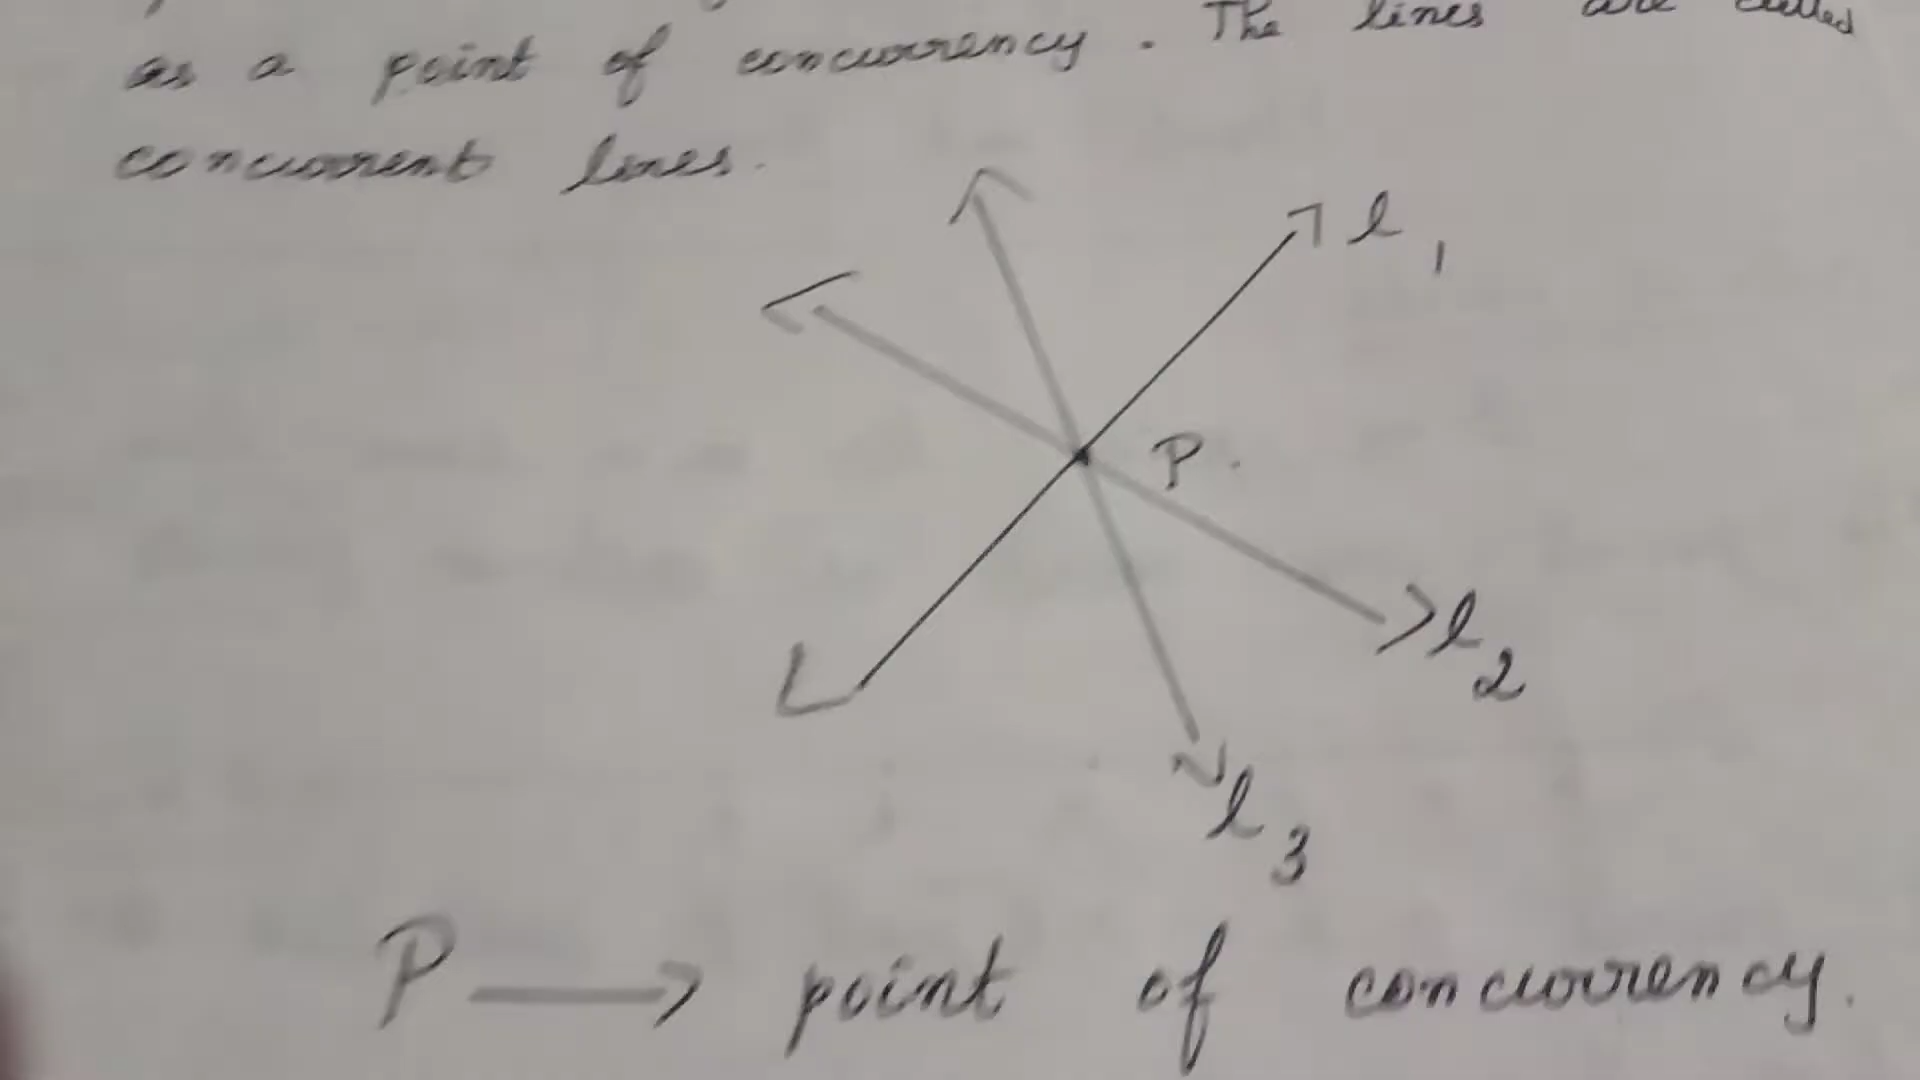 as a point of concurrency. The lines are called
concurrent lines.
l1
P.
l2
l3
P → point of concurrency.